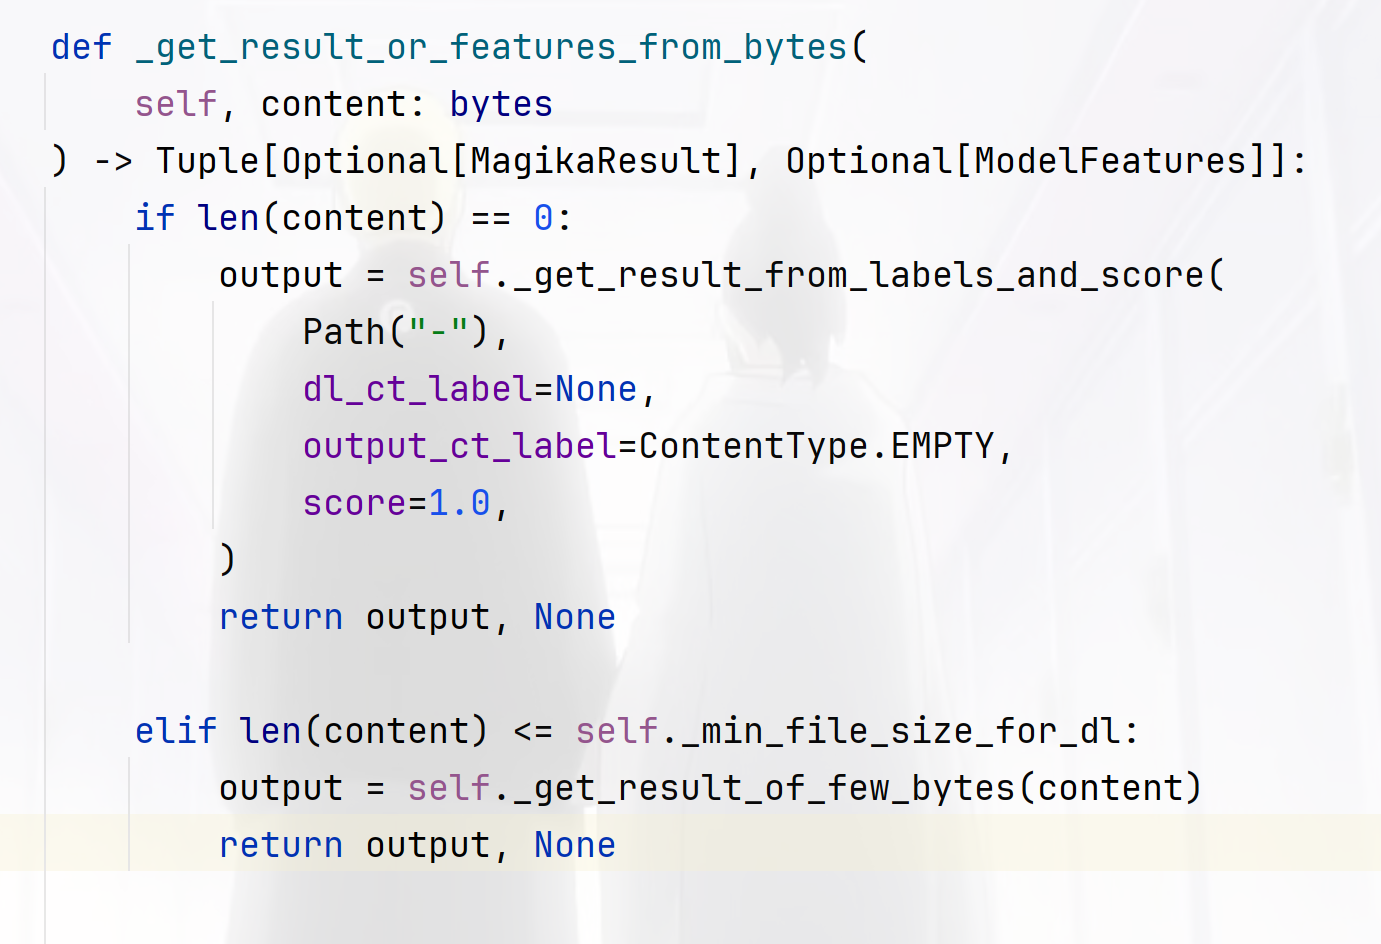 def _get_result_or_features_from_bytes(
    self, content: bytes
) -> Tuple[Optional[MagikaResult], Optional[ModelFeatures]]:
    if len(content) == 0:
        output = self._get_result_from_labels_and_score(
            Path("-"),
            dl_ct_label=None,
            output_ct_label=ContentType.EMPTY,
            score=1.0,
        )
        return output, None

    elif len(content) <= self._min_file_size_for_dl:
        output = self._get_result_of_few_bytes(content)
        return output, None